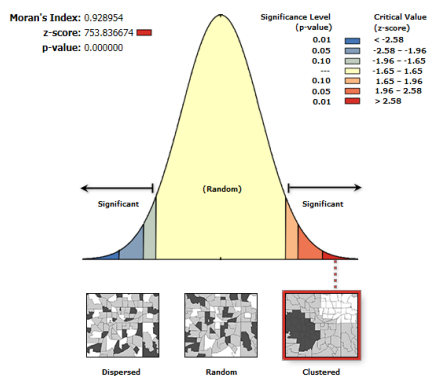 Moran's Index: 0.928954
z-score: 753.836674
p-value: 0.000000
Significance Level
(p-value)
Critical Value
(z-score)
0.01 < -2.58
0.05 -2.58 – -1.96
0.10 -1.96 – -1.65
--- -1.65 – 1.65
0.10 1.65 – 1.96
0.05 1.96 – 2.58
0.01 > 2.58
(Random)
Significant
Significant
Dispersed
Random
Clustered